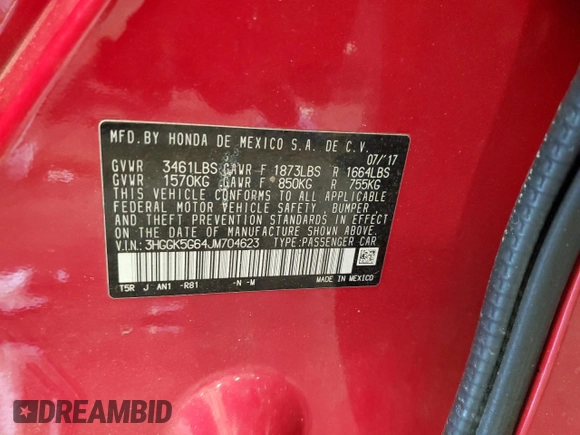 MFD. BY HONDA DE MEXICO S.A. DE C.V.
07/'17
GVWR 3461LBS GAWR F 1873LBS R 1664LBS
GVWR 1570KG GAWR F 850KG R 755KG
THIS VEHICLE CONFORMS TO ALL APPLICABLE
FEDERAL MOTOR VEHICLE SAFETY, BUMPER
AND THEFT PREVENTION STANDARDS IN EFFECT
ON THE DATE OF MANUFACTURE SHOWN ABOVE.
V.I.N.: 3HGGK5G64JM704623 TYPE: PASSENGER CAR
T5R J AN1 -R81 -N -M MADE IN MEXICO
DREAMBID